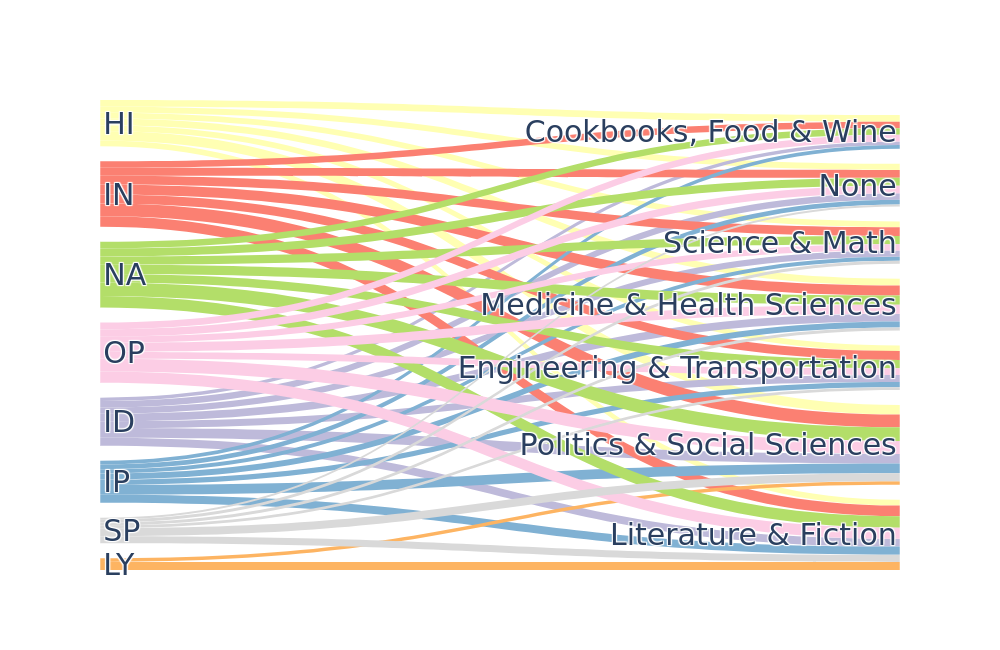 HI
IN
NA
OP
ID
IP
SP
LY
Cookbooks, Food & Wine
None
Science & Math
Medicine & Health Sciences
Engineering & Transportation
Politics & Social Sciences
Literature & Fiction